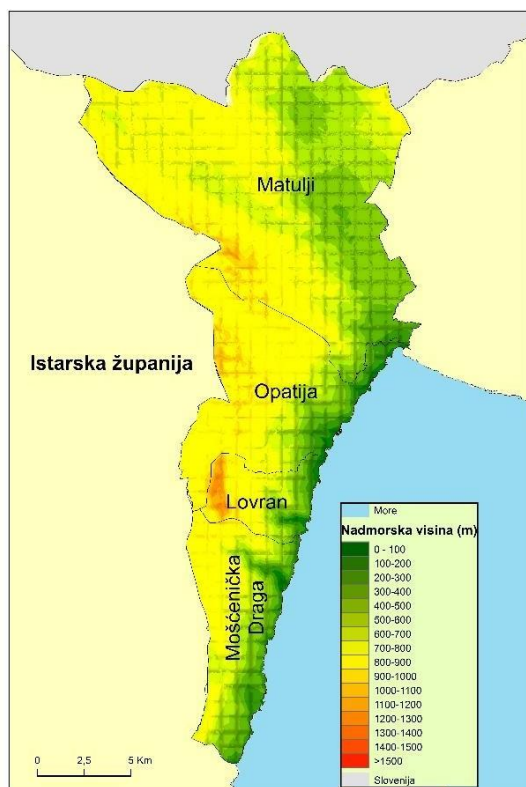 Matulji
Istarska županija
Opatija
Lovran
Mošćenička
Draga
More
Nadmorska visina (m)
0 - 100
100-200
200-300
300-400
400-500
500-600
600-700
700-800
800-900
900-1000
1000-1100
1100-1200
1200-1300
1300-1400
1400-1500
>1500
Slovenija
0 2,5 5 Km